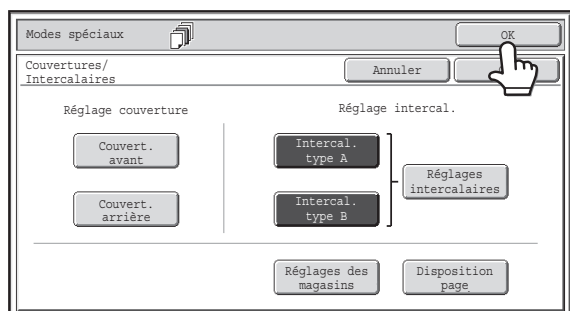 Modes spéciaux
OK
Couvertures/
Intercalaires
Annuler
Réglage couverture
Réglage intercal.
Couvert.
avant
Intercal.
type A
Réglages
intercalaires
Couvert.
arrière
Intercal.
type B
Réglages des
magasins
Disposition
page